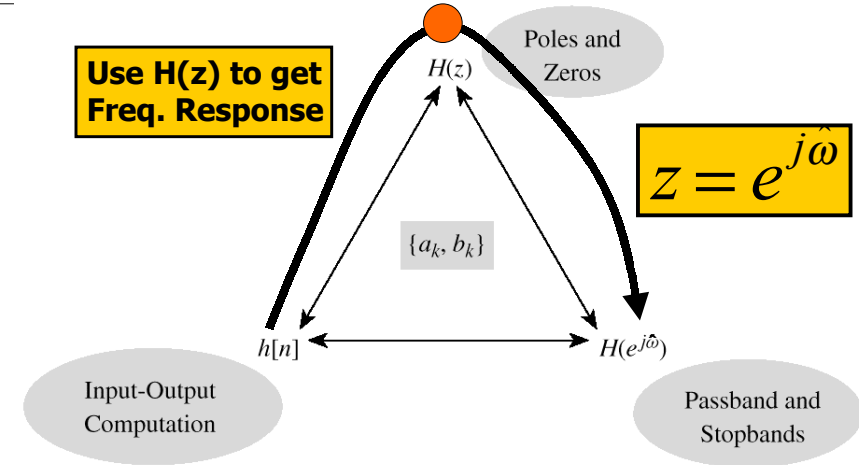 Poles and
Zeros
Use H(z) to get
Freq. Response
H(z)
z = e^{jω̂}
{a_k, b_k}
h[n]
H(e^{jω̂})
Input-Output
Computation
Passband and
Stopbands